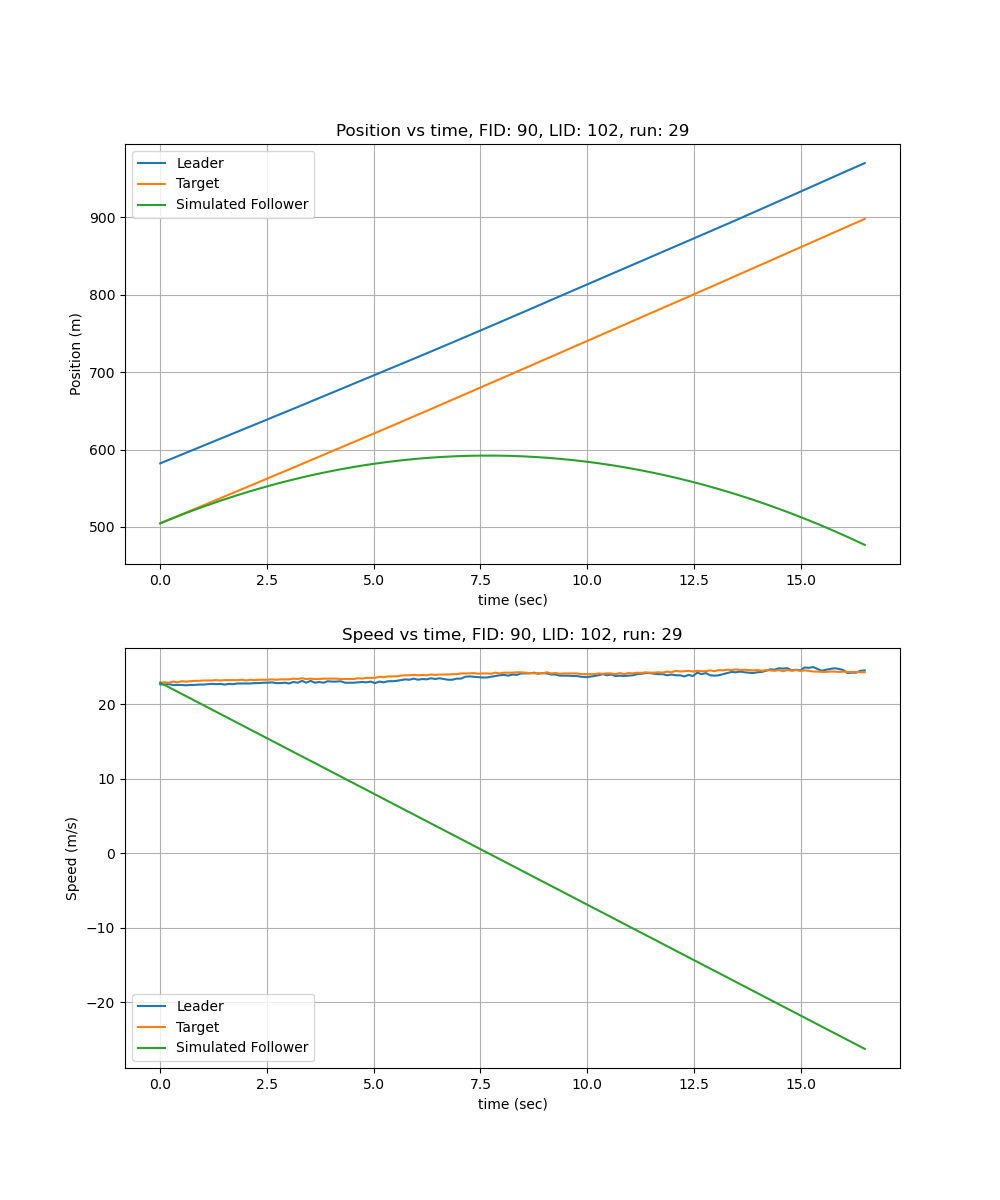 Position vs time, FID: 90, LID: 102, run: 29
Leader
Target
Simulated Follower
Position (m)
900
800
700
600
500
0.0 2.5 5.0 7.5 10.0 12.5 15.0
time (sec)
Speed vs time, FID: 90, LID: 102, run: 29
Speed (m/s)
20
10
0
−10
−20
Leader
Target
Simulated Follower
0.0 2.5 5.0 7.5 10.0 12.5 15.0
time (sec)